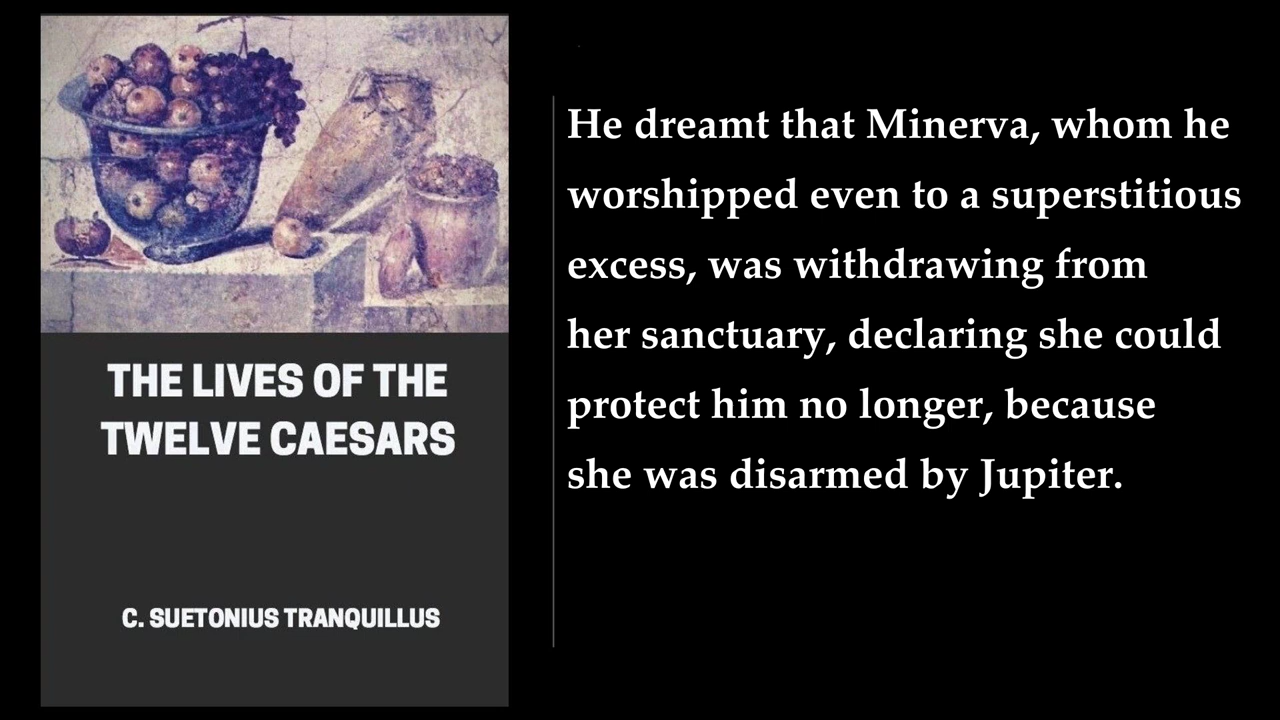 THE LIVES OF THE
TWELVE CAESARS
C. SUETONIUS TRANQUILLUS
He dreamt that Minerva, whom he
worshipped even to a superstitious
excess, was withdrawing from
her sanctuary, declaring she could
protect him no longer, because
she was disarmed by Jupiter.